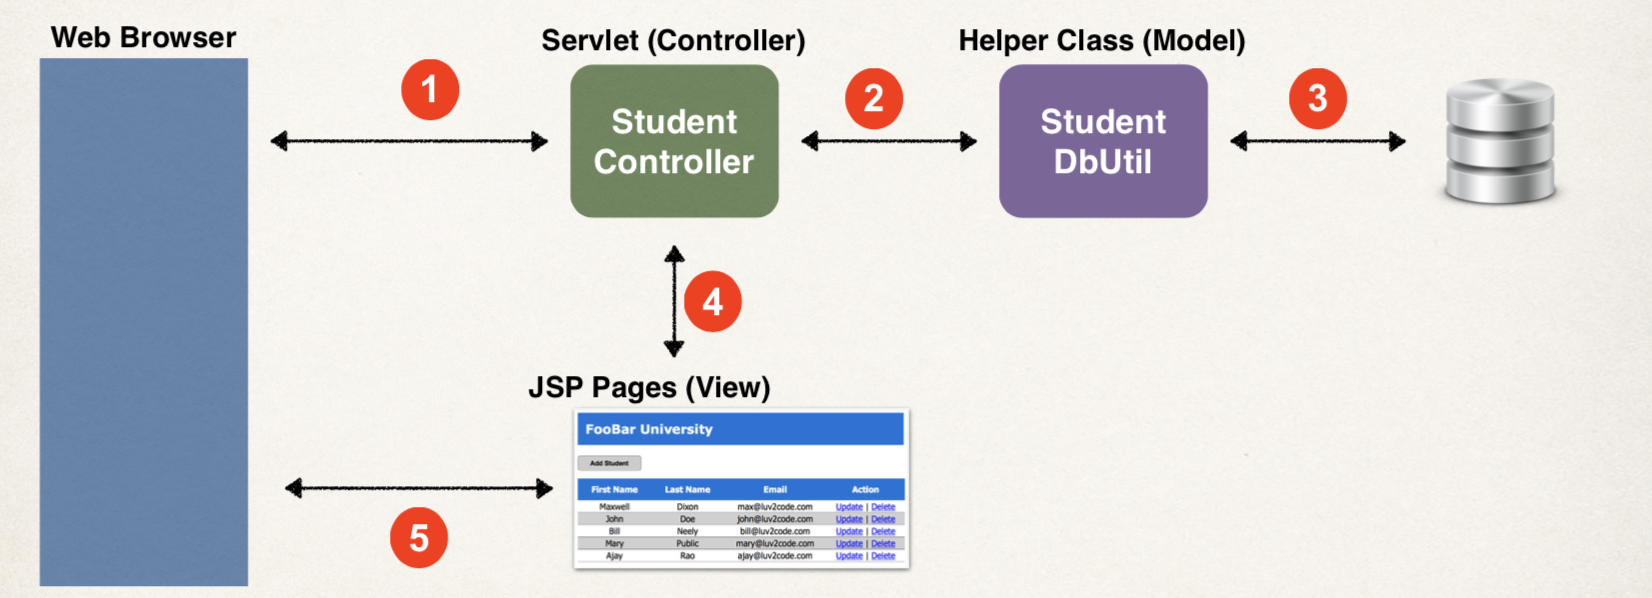 Web Browser
Servlet (Controller)
Helper Class (Model)
1
2
3
Student
Controller
Student
DbUtil
4
JSP Pages (View)
FooBar University
Add Student
First Name Last Name Email Action
Maxwell Dixon max@luv2code.com Update | Delete
John Doe john@luv2code.com Update | Delete
Bill Neely bill@luv2code.com Update | Delete
Mary Public mary@luv2code.com Update | Delete
Ajay Rao ajay@luv2code.com Update | Delete
5